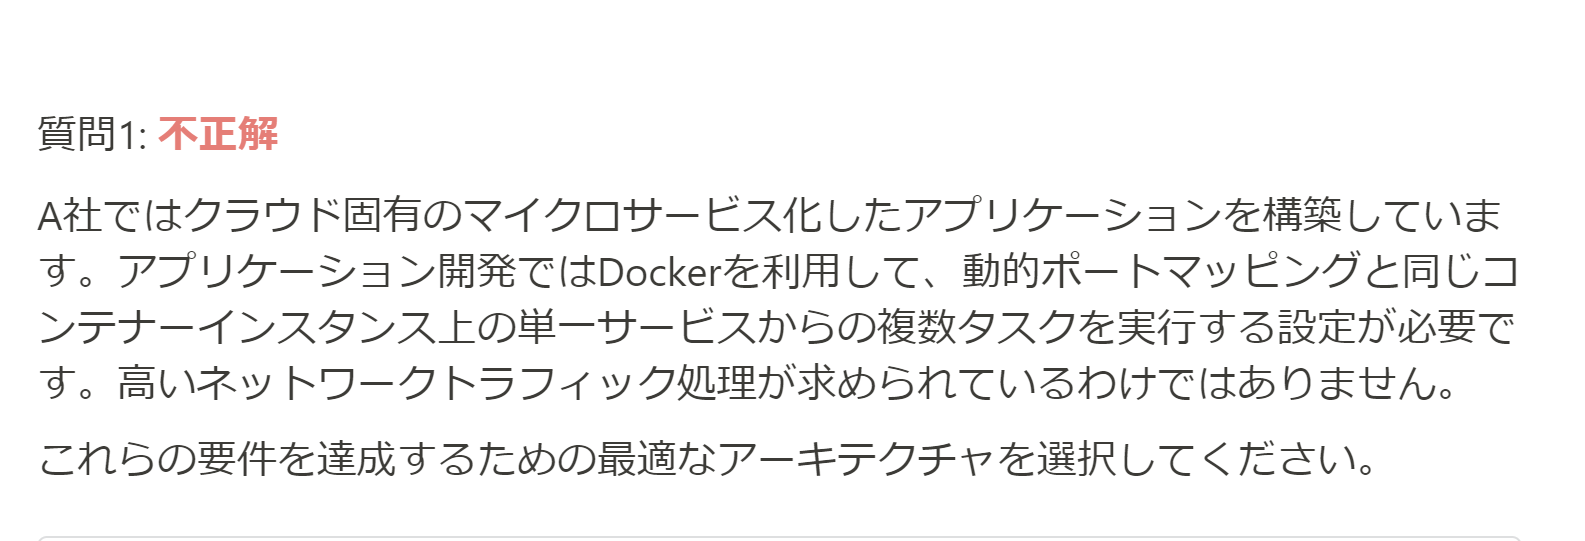 質問1: 不正解
A社ではクラウド固有のマイクロサービス化したアプリケーションを構築していま
す。アプリケーション開発ではDockerを利用して、動的ポートマッピングと同じコ
ンテナーインスタンス上の単一サービスからの複数タスクを実行する設定が必要で
す。高いネットワークトラフィック処理が求められているわけではありません。
これらの要件を達成するための最適なアーキテクチャを選択してください。